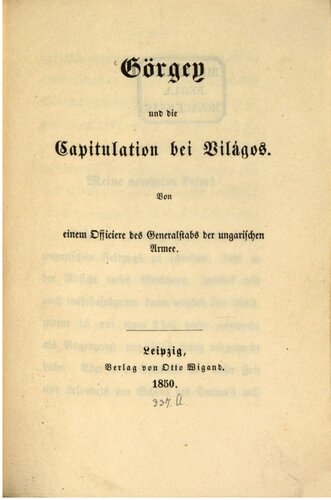 Görgey
und die
Capitulation bei Vilàgos.
Von
einem Officiere des Generalstabs der ungarischen
Armee.
Leipzig,
Verlag von Otto Wigand.
1850.